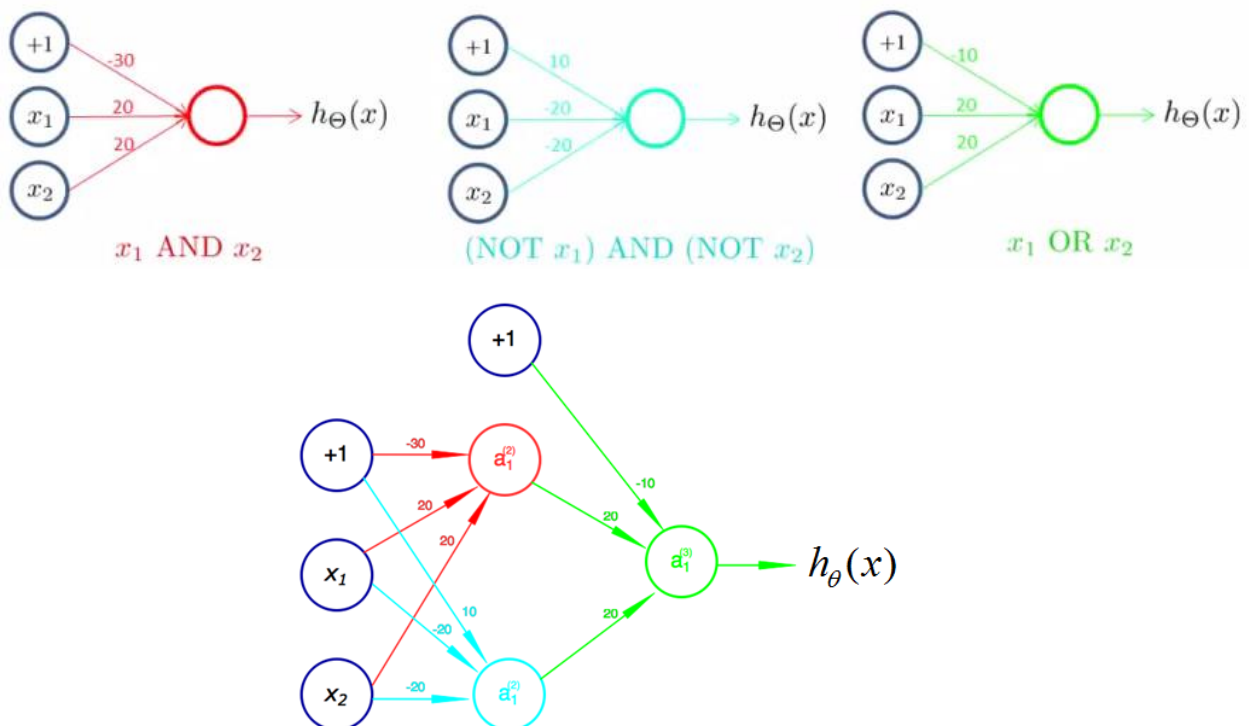 +1
-30
x₁
20
20
x₂
h_Θ(x)
x₁ AND x₂
+1
10
x₁
-20
-20
x₂
h_Θ(x)
(NOT x₁) AND (NOT x₂)
+1
-10
x₁
20
20
x₂
h_Θ(x)
x₁ OR x₂
+1
+1
-30
a₁⁽²⁾
20
20
-10
20
x₁
a₁⁽³⁾
h_θ(x)
10
-20
20
x₂
-20
a₁⁽²⁾